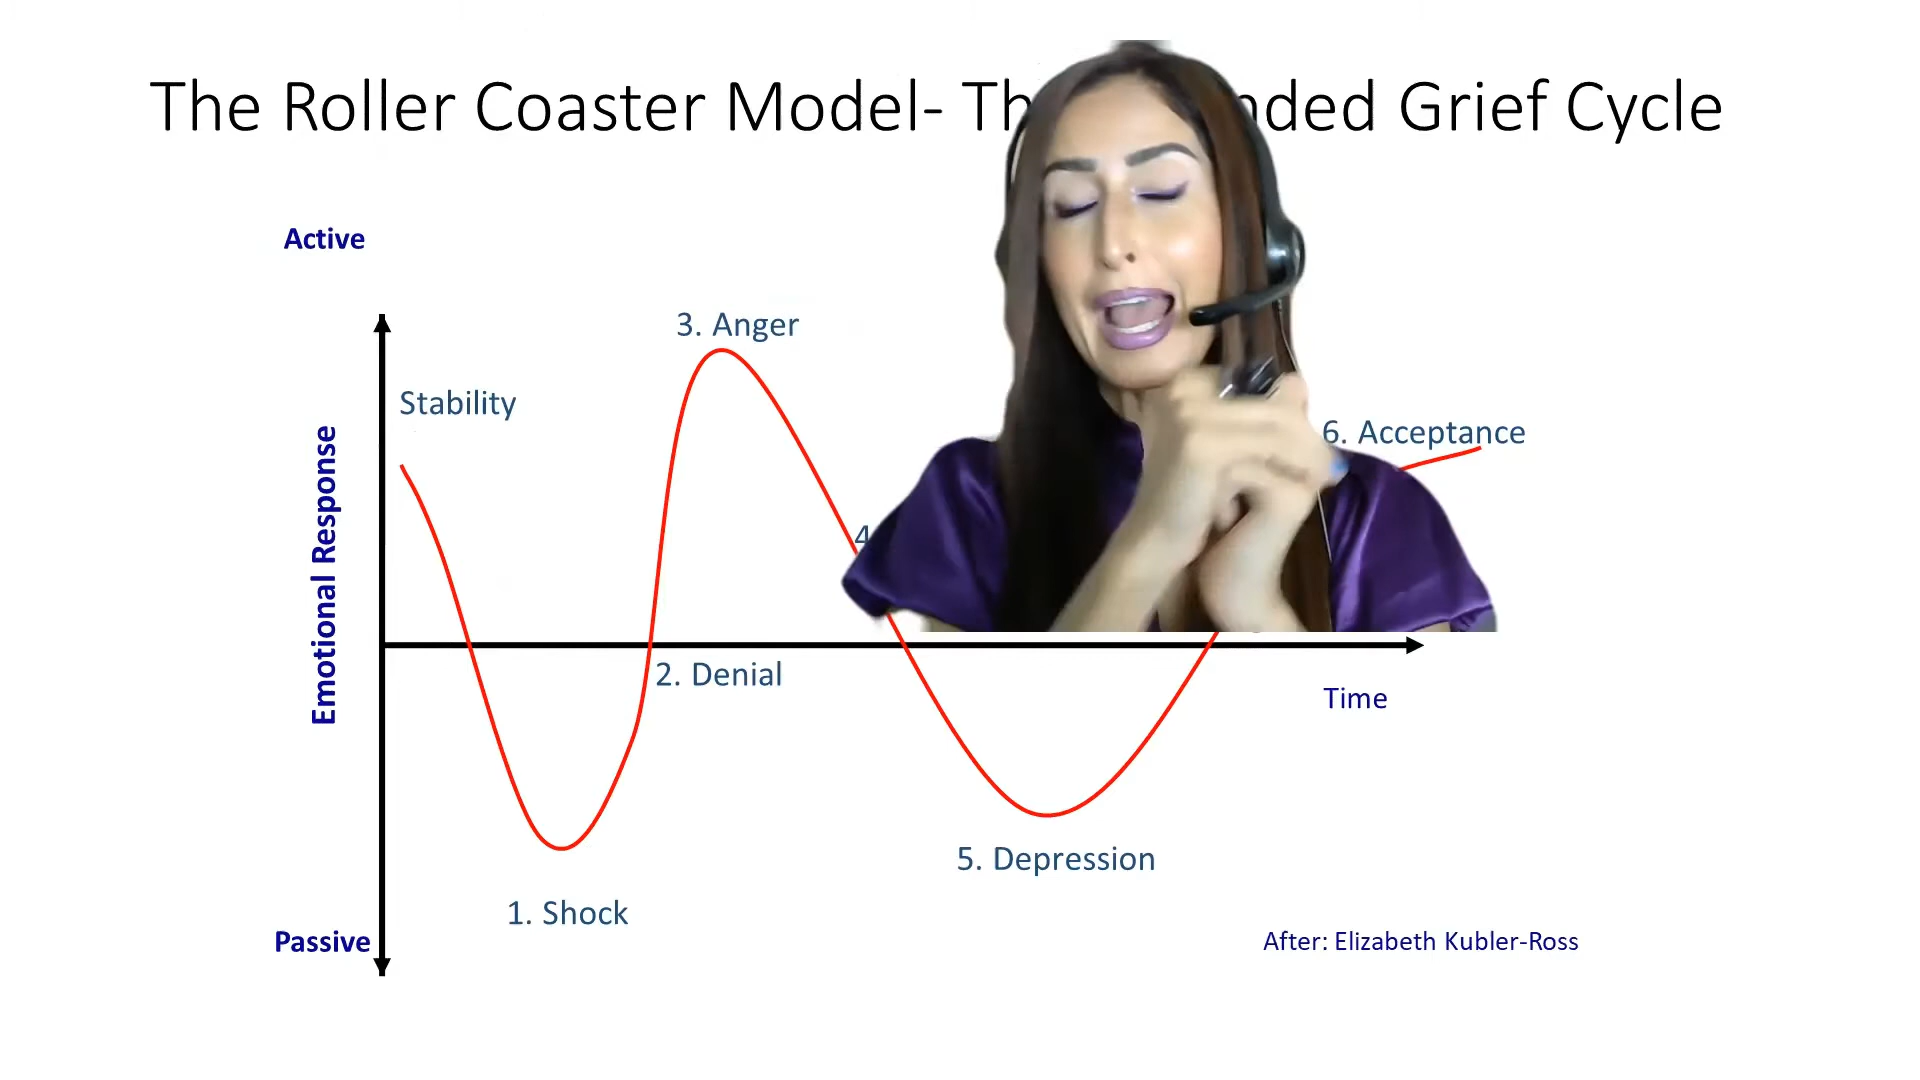 The Roller Coaster Model- Th nded Grief Cycle
Active
3. Anger
Stability
6. Acceptance
Emotional Response
4
2. Denial
Time
5. Depression
1. Shock
Passive
After: Elizabeth Kubler-Ross